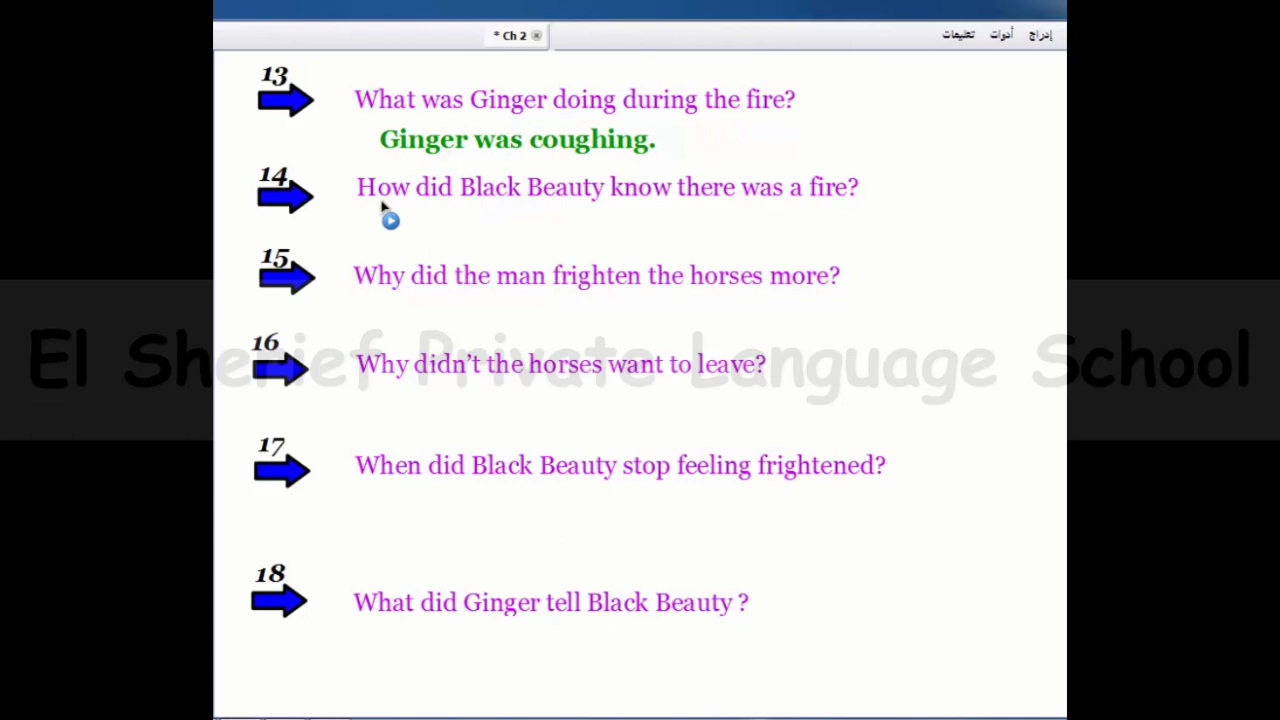 * Ch 2
إدراج أدوات تعليمات
13
What was Ginger doing during the fire?
Ginger was coughing.
14
How did Black Beauty know there was a fire?
15
Why did the man frighten the horses more?
16
Why didn't the horses want to leave?
El Sherief Private Language School
17
When did Black Beauty stop feeling frightened?
18
What did Ginger tell Black Beauty ?